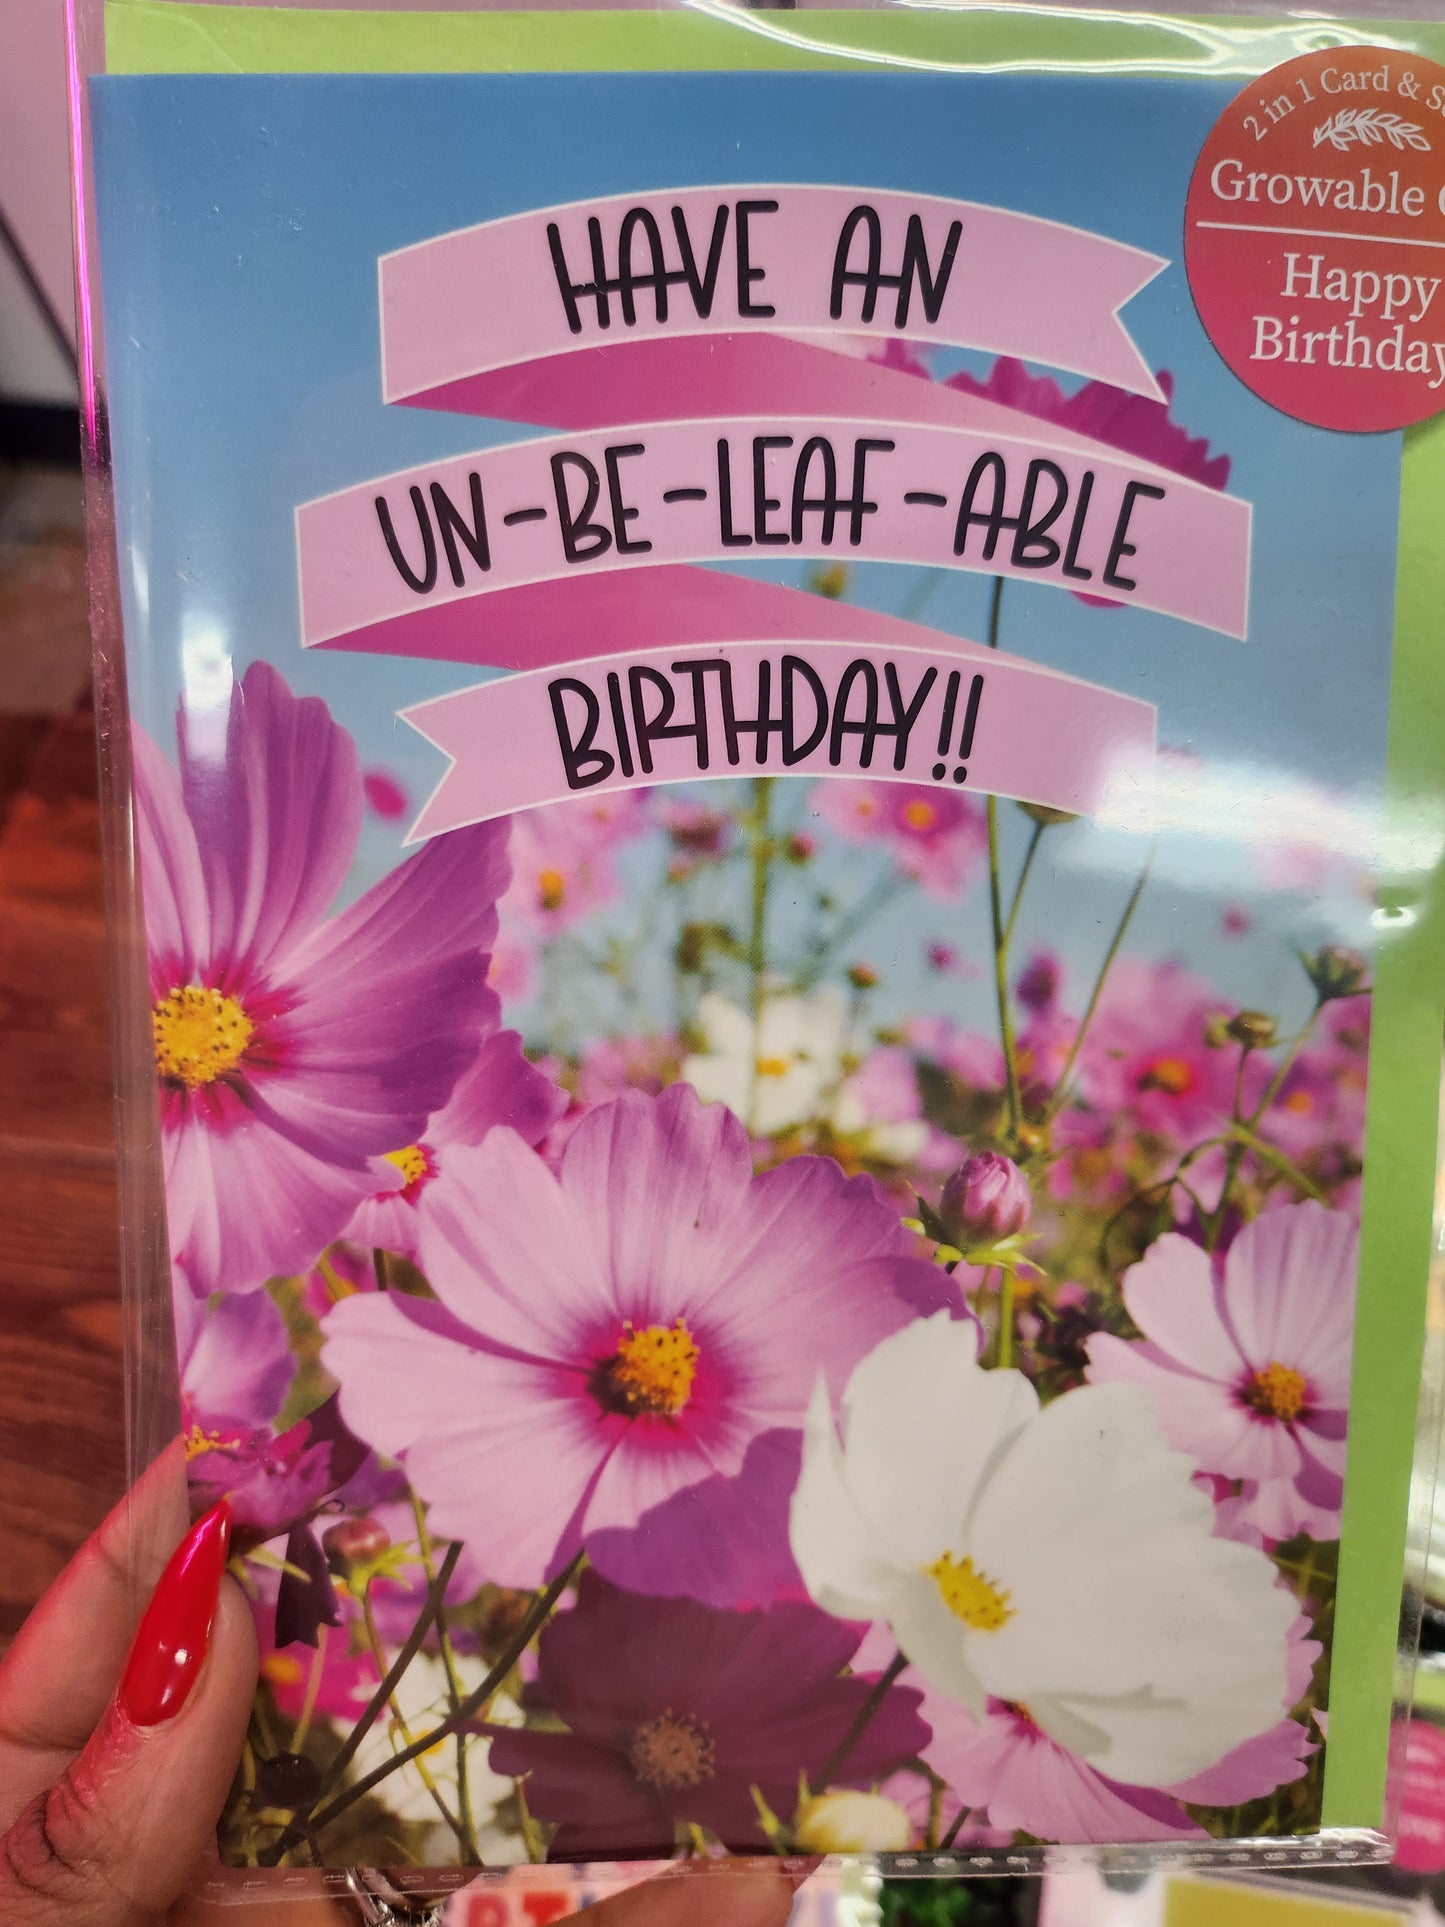 HAVE AN
UN-BE-LEAF-ABLE
BIRTHDAY!!
2 in 1 Card &
Growable
Happy
Birthday